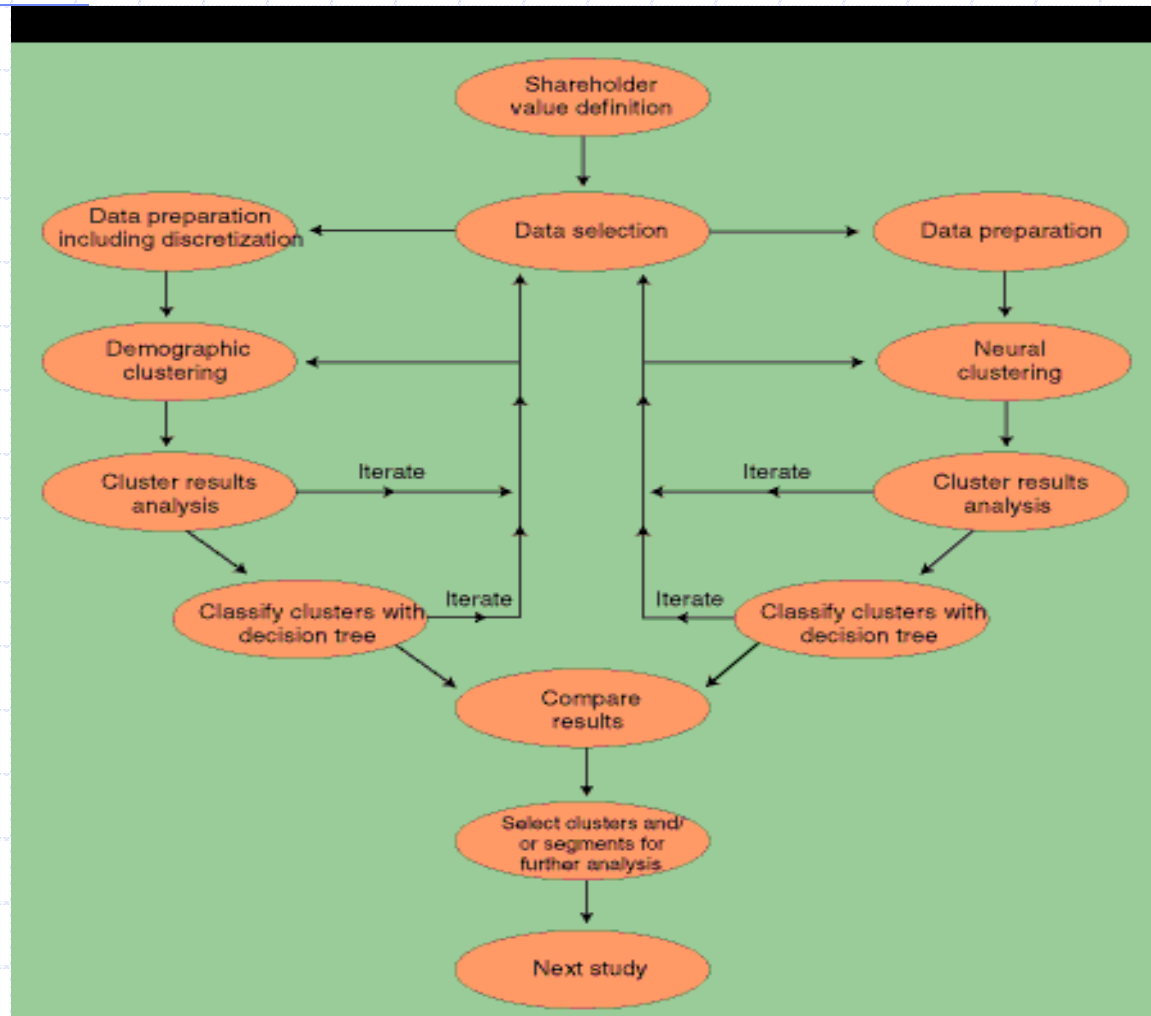 Shareholder
value definition
Data preparation
including discretization
Data selection
Data preparation
Demographic
clustering
Neural
clustering
Cluster results
analysis
Iterate
Iterate
Cluster results
analysis
Classify clusters with
decision tree
Iterate
Iterate
Classify clusters with
decision tree
Compare
results
Select clusters and/
or segments for
further analysis
Next study